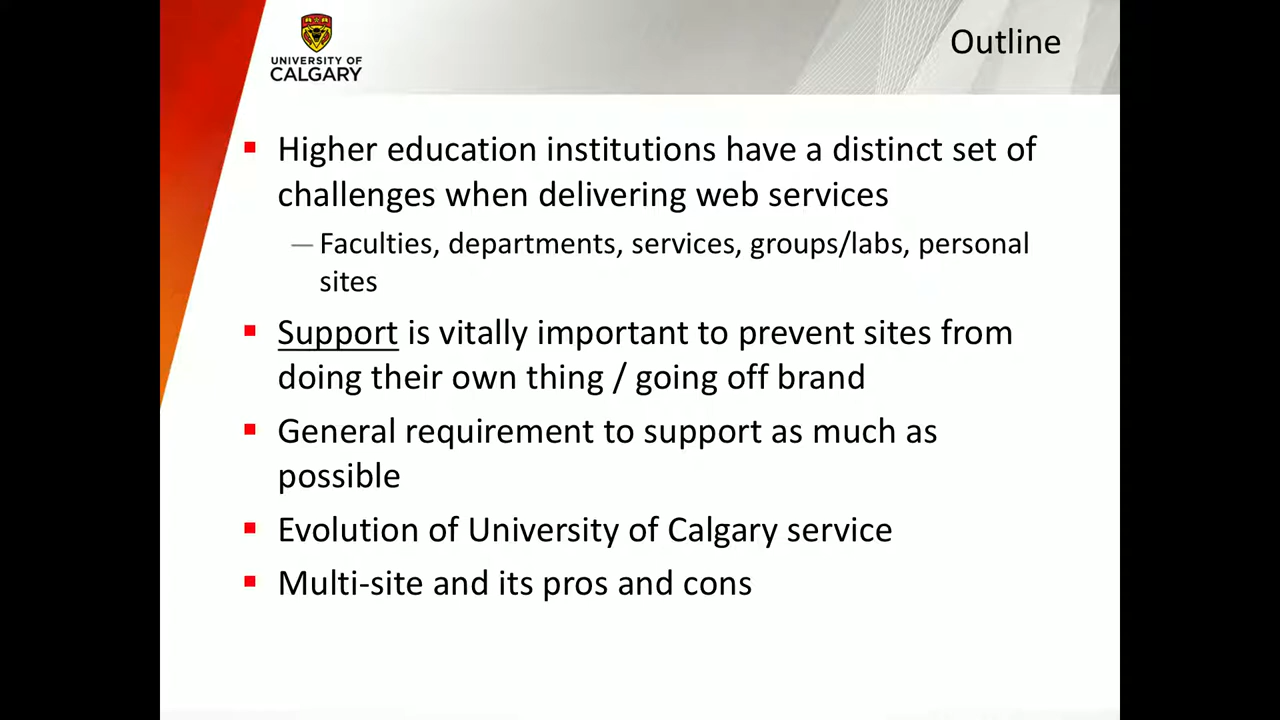 UNIVERSITY OF
CALGARY
Outline
Higher education institutions have a distinct set of
challenges when delivering web services
— Faculties, departments, services, groups/labs, personal
sites
Support is vitally important to prevent sites from
doing their own thing / going off brand
General requirement to support as much as
possible
Evolution of University of Calgary service
Multi-site and its pros and cons